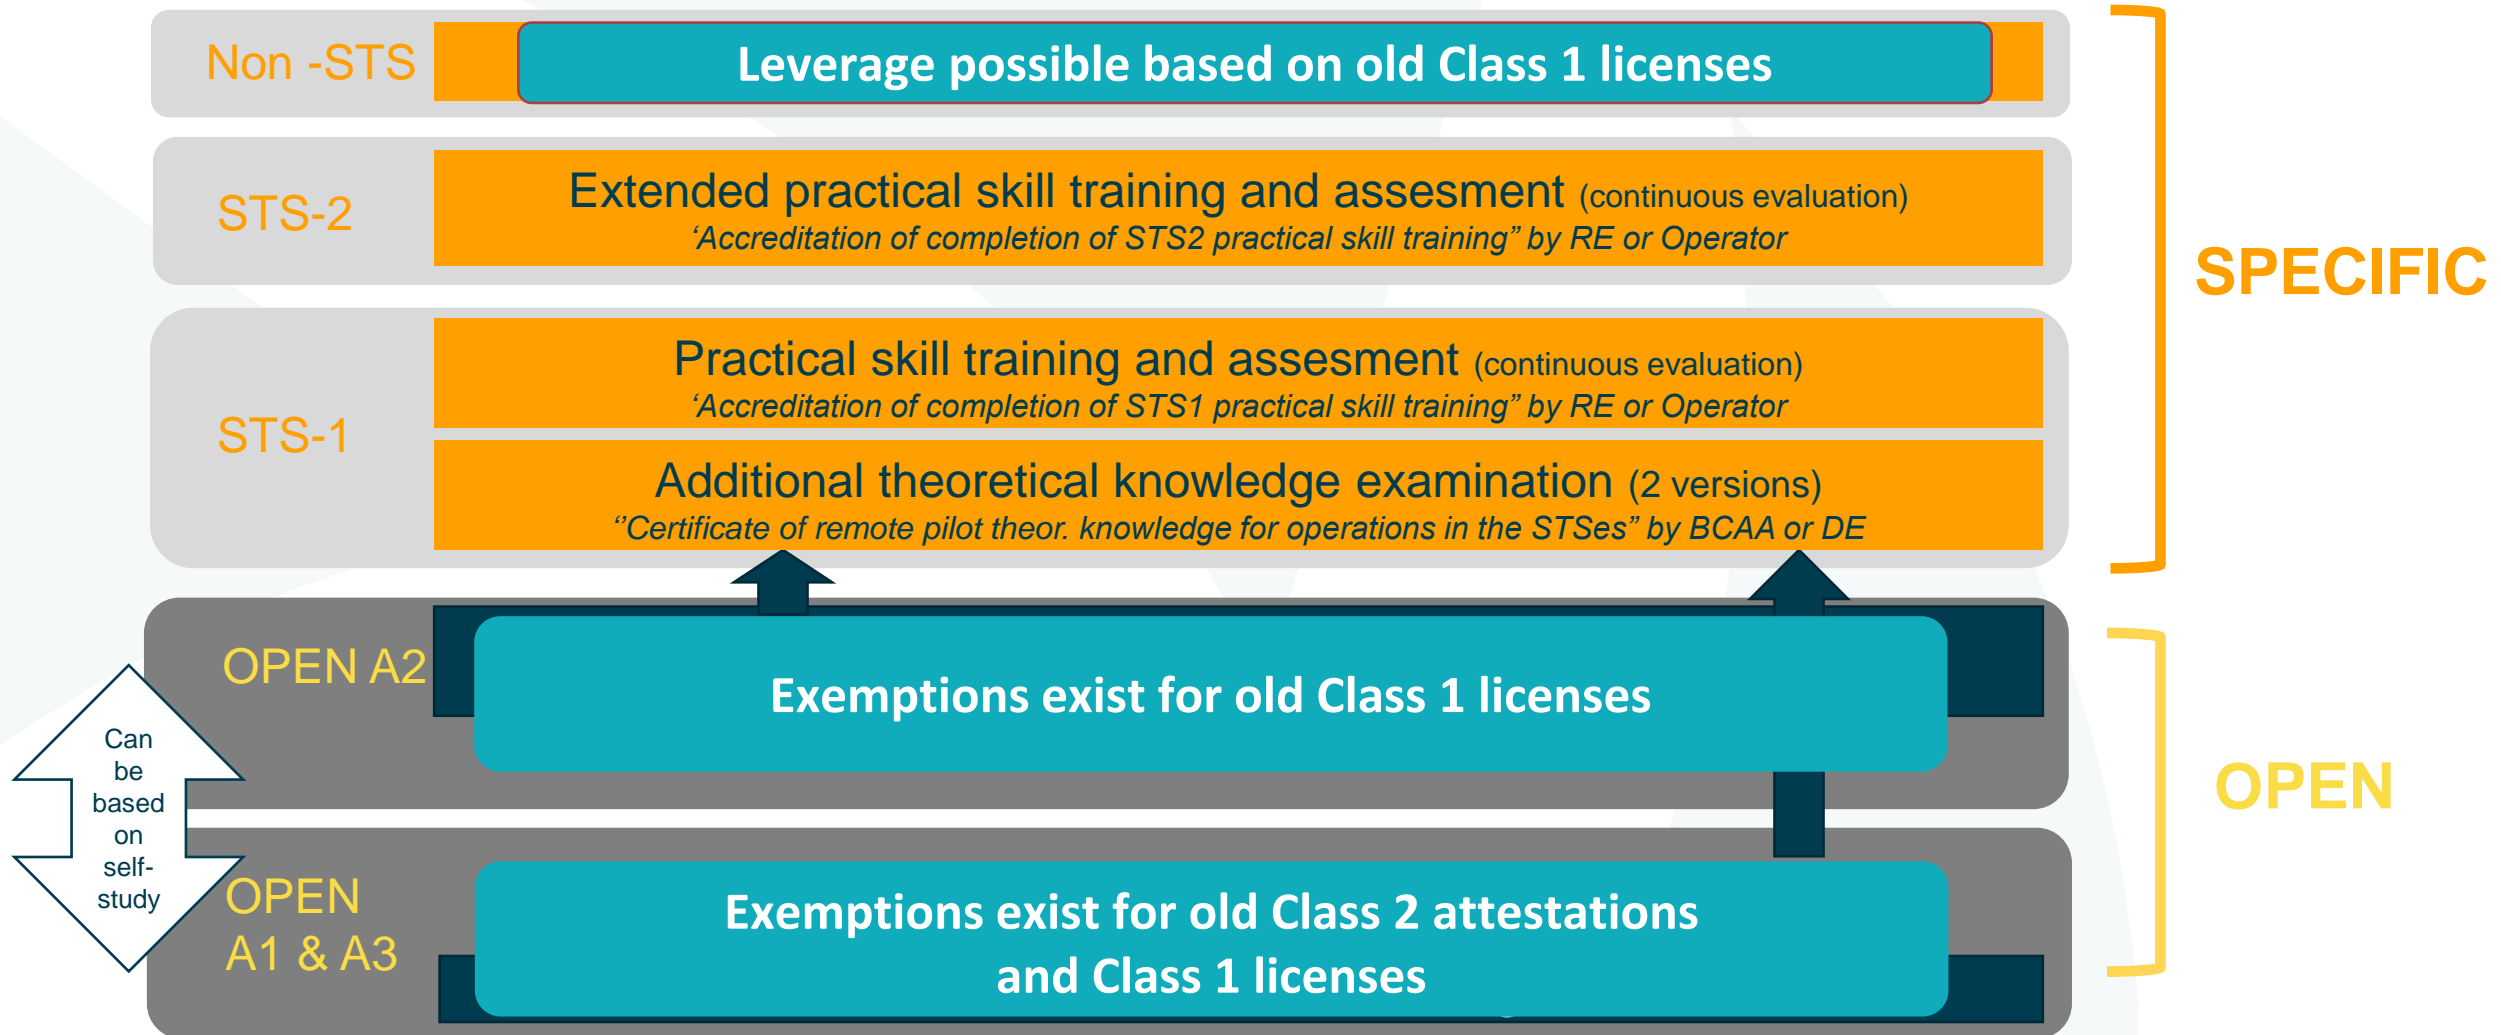 Non -STS
Leverage possible based on old Class 1 licenses
STS-2
Extended practical skill training and assesment (continuous evaluation)
‘Accreditation of completion of STS2 practical skill training” by RE or Operator
SPECIFIC
STS-1
Practical skill training and assesment (continuous evaluation)
‘Accreditation of completion of STS1 practical skill training” by RE or Operator
Additional theoretical knowledge examination (2 versions)
‘’Certificate of remote pilot theor. knowledge for operations in the STSes” by BCAA or DE
OPEN A2
Exemptions exist for old Class 1 licenses
OPEN
Can
be
based
on
self-
study
OPEN
A1 & A3
Exemptions exist for old Class 2 attestations
and Class 1 licenses